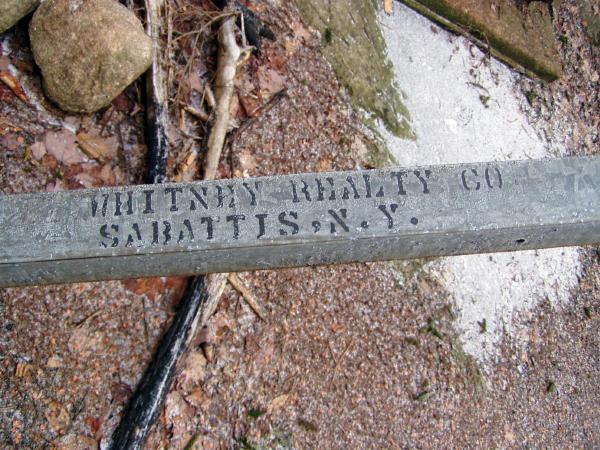 WHITNEY REALTY CO
SABATTIS, N.Y.